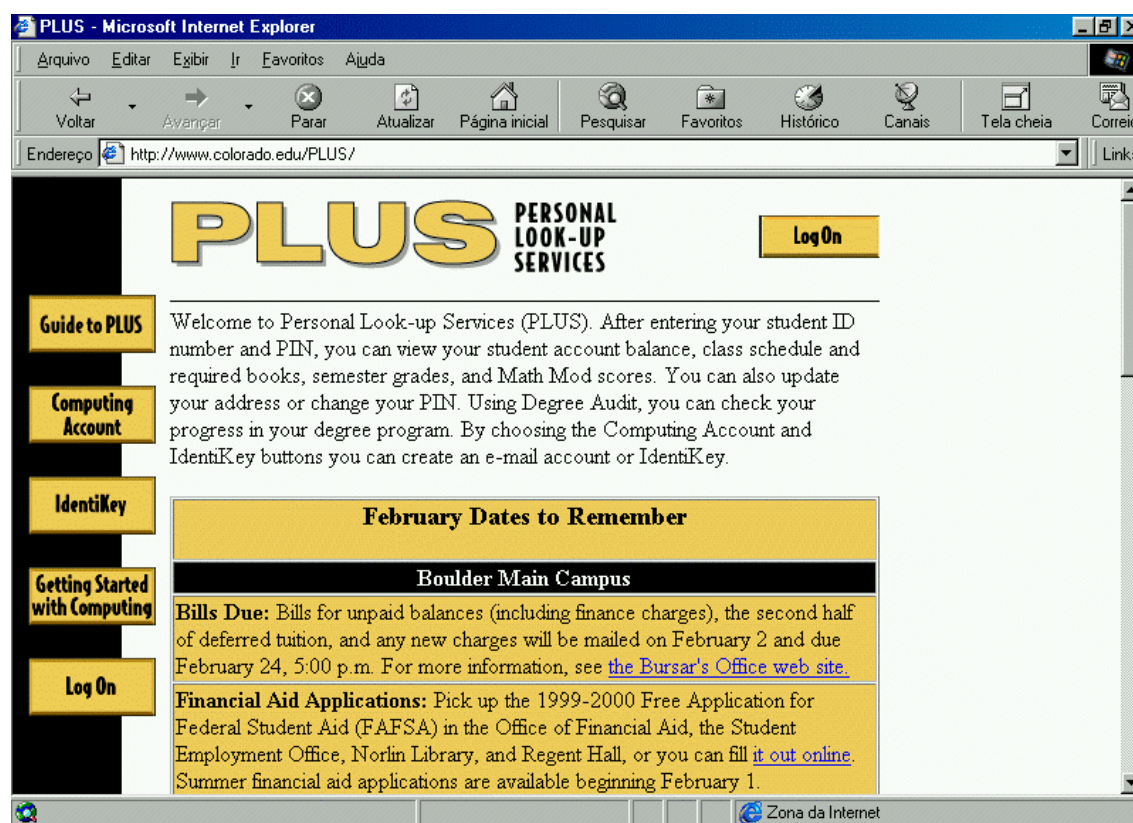 PLUS - Microsoft Internet Explorer
Arquivo Editar Exibir Ir Favoritos Ajuda
Voltar Avançar Parar Atualizar Página inicial Pesquisar Favoritos Histórico Canais Tela cheia Correio
Endereço http://www.colorado.edu/PLUS/ Links
PLUS
PERSONAL
LOOK-UP
SERVICES
Log On
Guide to PLUS
Computing
Account
IdentiKey
Getting Started
with Computing
Log On
Welcome to Personal Look-up Services (PLUS). After entering your student ID
number and PIN, you can view your student account balance, class schedule and
required books, semester grades, and Math Mod scores. You can also update
your address or change your PIN. Using Degree Audit, you can check your
progress in your degree program. By choosing the Computing Account and
IdentiKey buttons you can create an e-mail account or IdentiKey.
February Dates to Remember
Boulder Main Campus
Bills Due: Bills for unpaid balances (including finance charges), the second half
of deferred tuition, and any new charges will be mailed on February 2 and due
February 24, 5:00 p.m. For more information, see the Bursar's Office web site.
Financial Aid Applications: Pick up the 1999-2000 Free Application for
Federal Student Aid (FAFSA) in the Office of Financial Aid, the Student
Employment Office, Norlin Library, and Regent Hall, or you can fill it out online.
Summer financial aid applications are available beginning February 1.
Zona da Internet